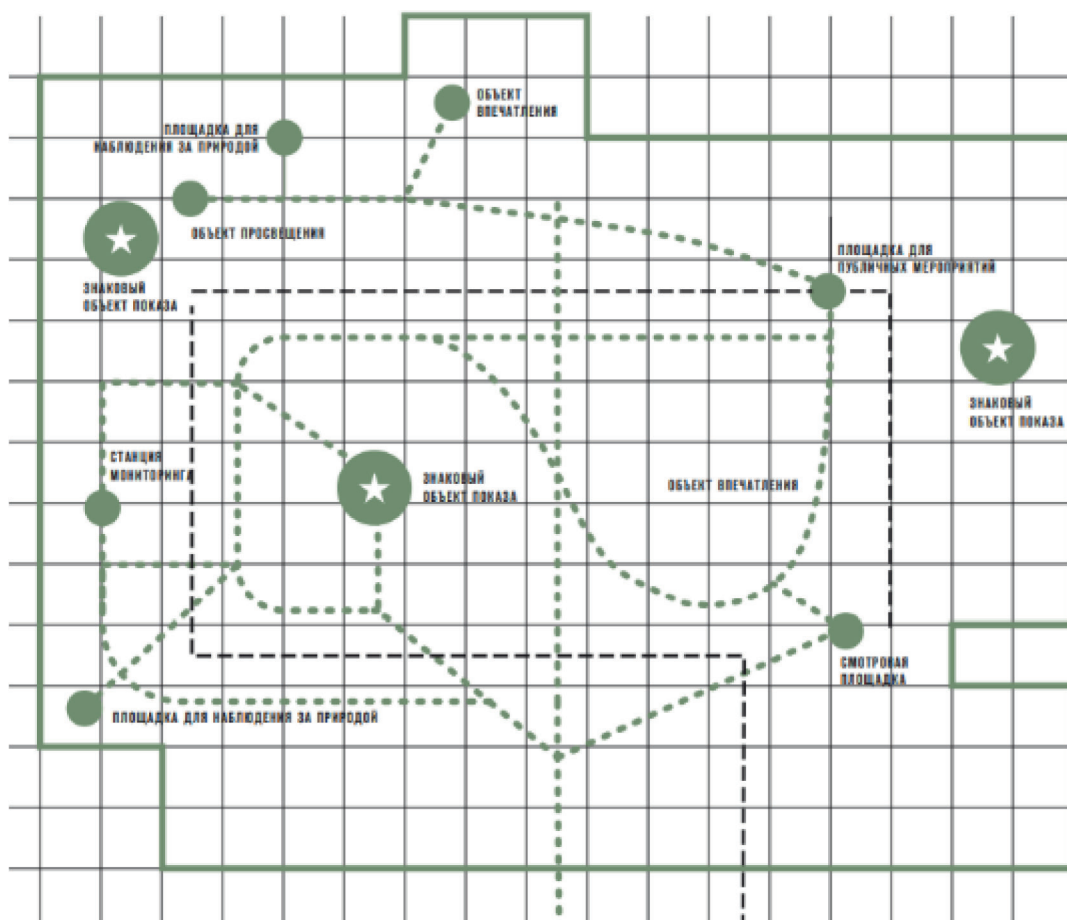 ОБЪЕКТ
ВПЕЧАТЛЕНИЯ
ПЛОЩАДКА ДЛЯ
НАБЛЮДЕНИЯ ЗА ПРИРОДОЙ
ОБЪЕКТ ПРОСВЕЩЕНИЯ
ЗНАКОВЫЙ
ОБЪЕКТ ПОКАЗА
ПЛОЩАДКА ДЛЯ
ПУБЛИЧНЫХ МЕРОПРИЯТИЙ
ЗНАКОВЫЙ
ОБЪЕКТ ПОКАЗА
СТАНЦИЯ
МОНИТОРИНГА
ЗНАКОВЫЙ
ОБЪЕКТ ПОКАЗА
ОБЪЕКТ ВПЕЧАТЛЕНИЯ
СМОТРОВАЯ
ПЛОЩАДКА
ПЛОЩАДКА ДЛЯ НАБЛЮДЕНИЯ ЗА ПРИРОДОЙ